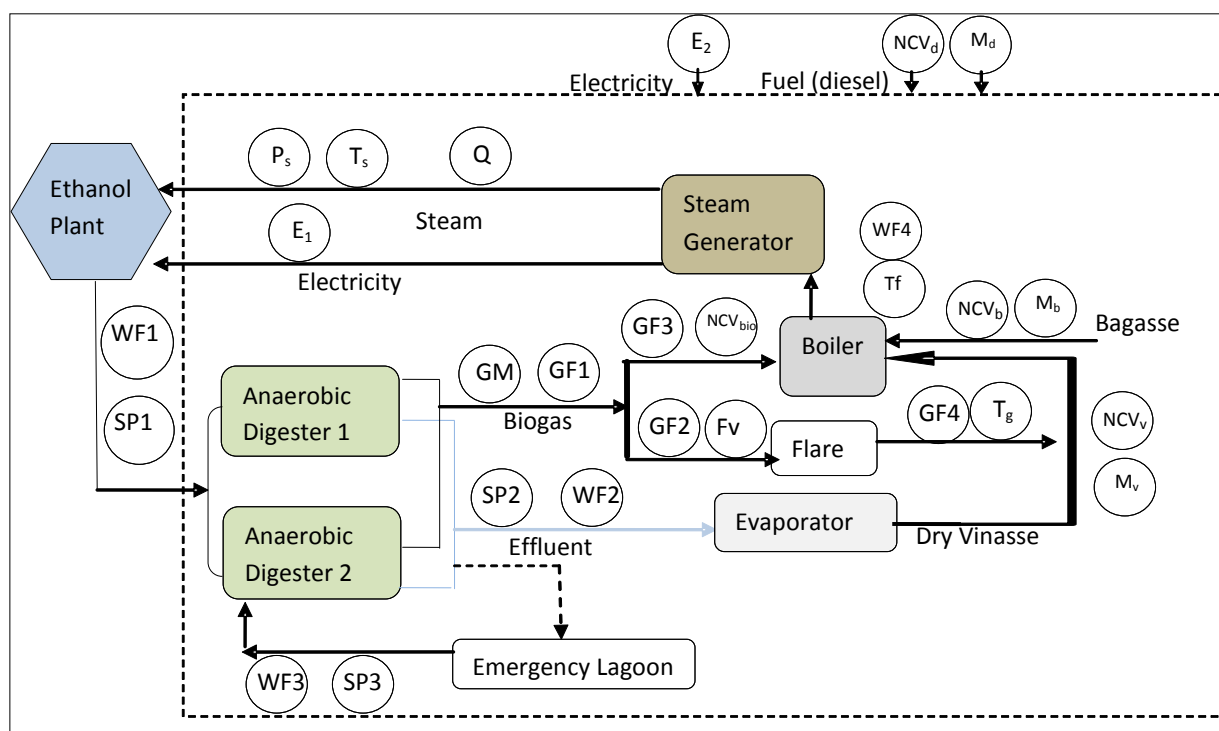 E₂
NCVd
Md
Electricity
Fuel (diesel)
Ps
Ts
Q
Ethanol
Plant
Steam
Steam
Generator
E₁
Electricity
WF4
Tf
WF1
GF3
NCVbio
Boiler
NCVb
Mb
Bagasse
SP1
Anaerobic
Digester 1
GM
GF1
Biogas
GF2
Fv
Flare
GF4
Tg
NCVv
Mv
SP2
WF2
Effluent
Evaporator
Dry Vinasse
Anaerobic
Digester 2
Emergency Lagoon
WF3
SP3